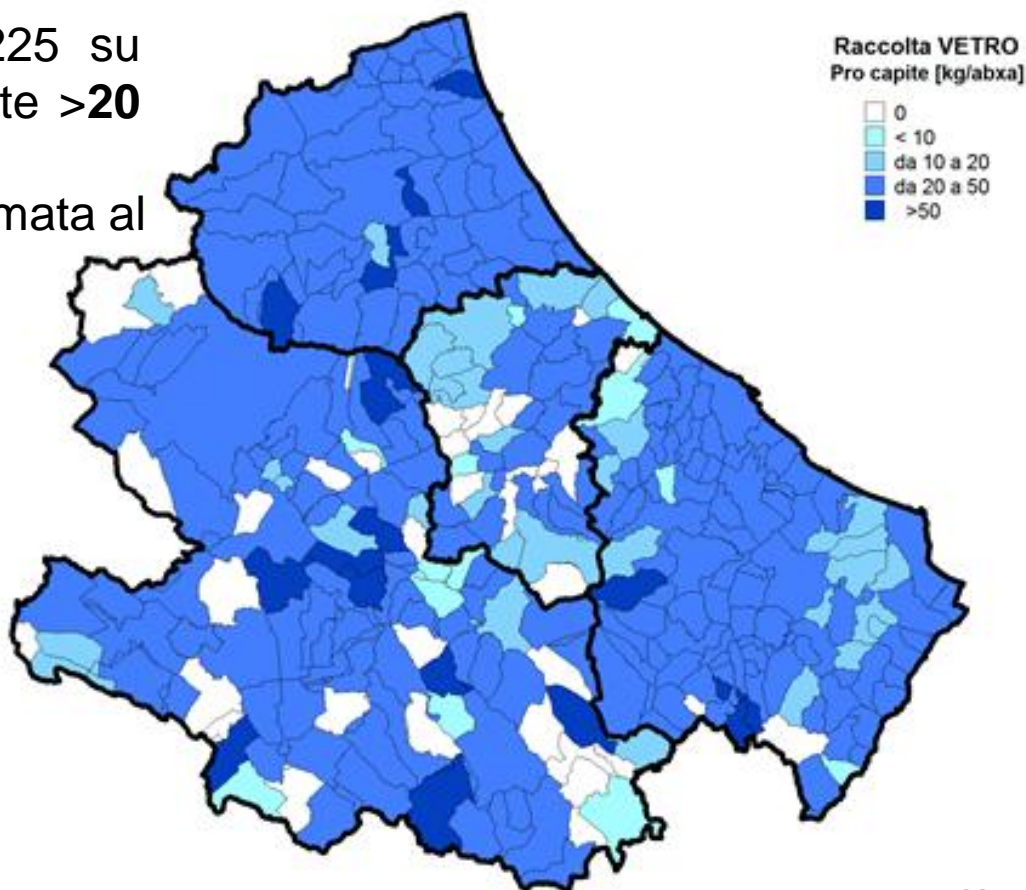 225 su
te >20
mata al
Raccolta VETRO
Pro capite [kg/abxa]
0
< 10
da 10 a 20
da 20 a 50
>50